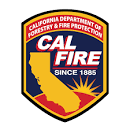 CALIFORNIA DEPARTMENT OF
FORESTRY & FIRE PROTECTION
CAL
FIRE
SINCE 1885